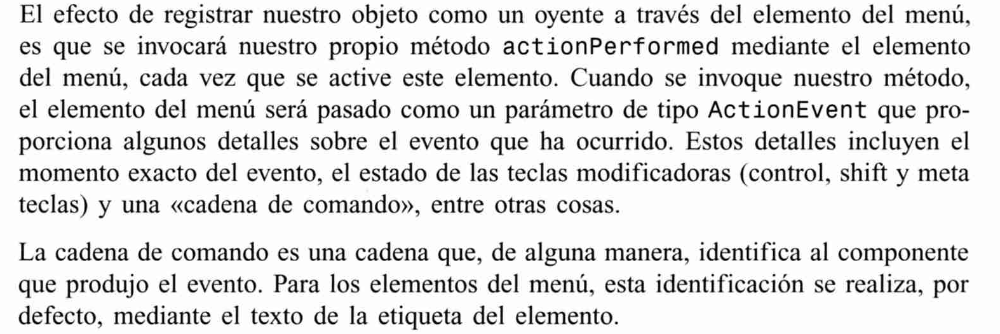 El efecto de registrar nuestro objeto como un oyente a través del elemento del menú,
es que se invocará nuestro propio método actionPerformed mediante el elemento
del menú, cada vez que se active este elemento. Cuando se invoque nuestro método,
el elemento del menú será pasado como un parámetro de tipo ActionEvent que pro-
porciona algunos detalles sobre el evento que ha ocurrido. Estos detalles incluyen el
momento exacto del evento, el estado de las teclas modificadoras (control, shift y meta
teclas) y una «cadena de comando», entre otras cosas.
La cadena de comando es una cadena que, de alguna manera, identifica al componente
que produjo el evento. Para los elementos del menú, esta identificación se realiza, por
defecto, mediante el texto de la etiqueta del elemento.